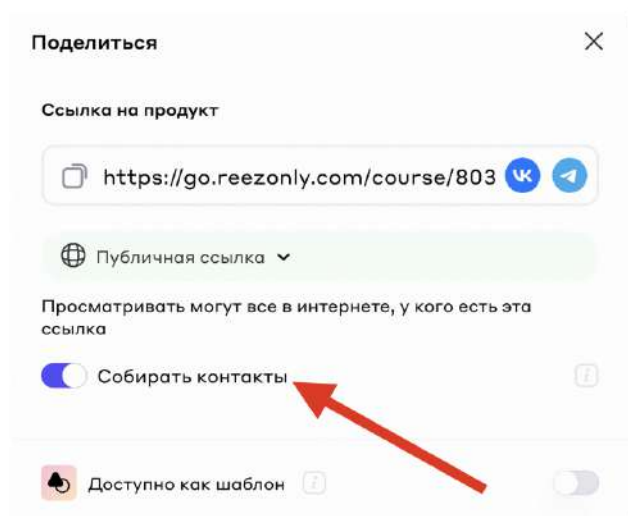 Поделиться
Ссылка на продукт
https://go.reezonly.com/course/803
Публичная ссылка
Просматривать могут все в интернете, у кого есть эта
ссылка
Собирать контакты
Доступно как шаблон